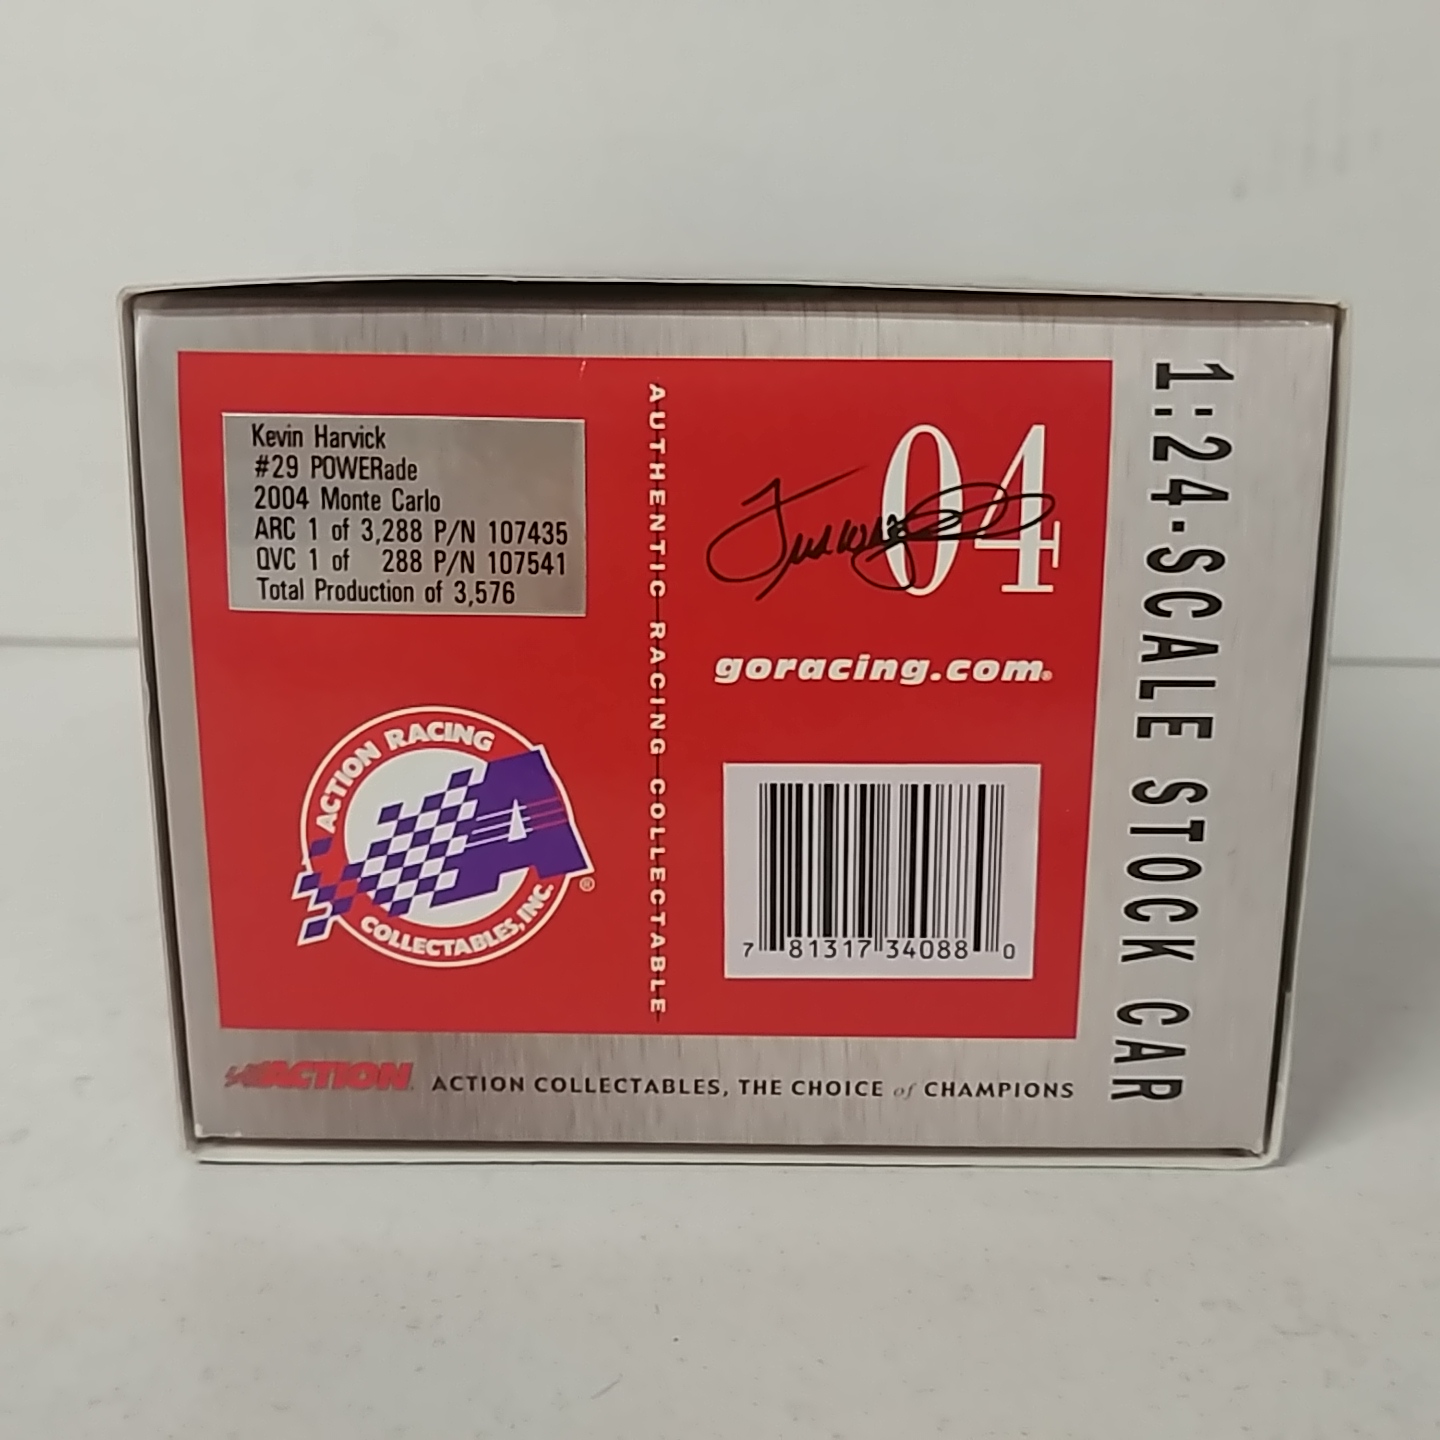 Kevin Harvick
#29 POWERade
2004 Monte Carlo
ARC 1 of 3,288 P/N 107435
QVC 1 of 288 P/N 107541
Total Production of 3,576
ACTION RACING
COLLECTABLES, INC.
®
AUTHENTIC RACING COLLECTABLE
04
goracing.com®
7 81317 34088 0
1:24-SCALE STOCK CAR
ACTION
ACTION COLLECTABLES, THE CHOICE of CHAMPIONS